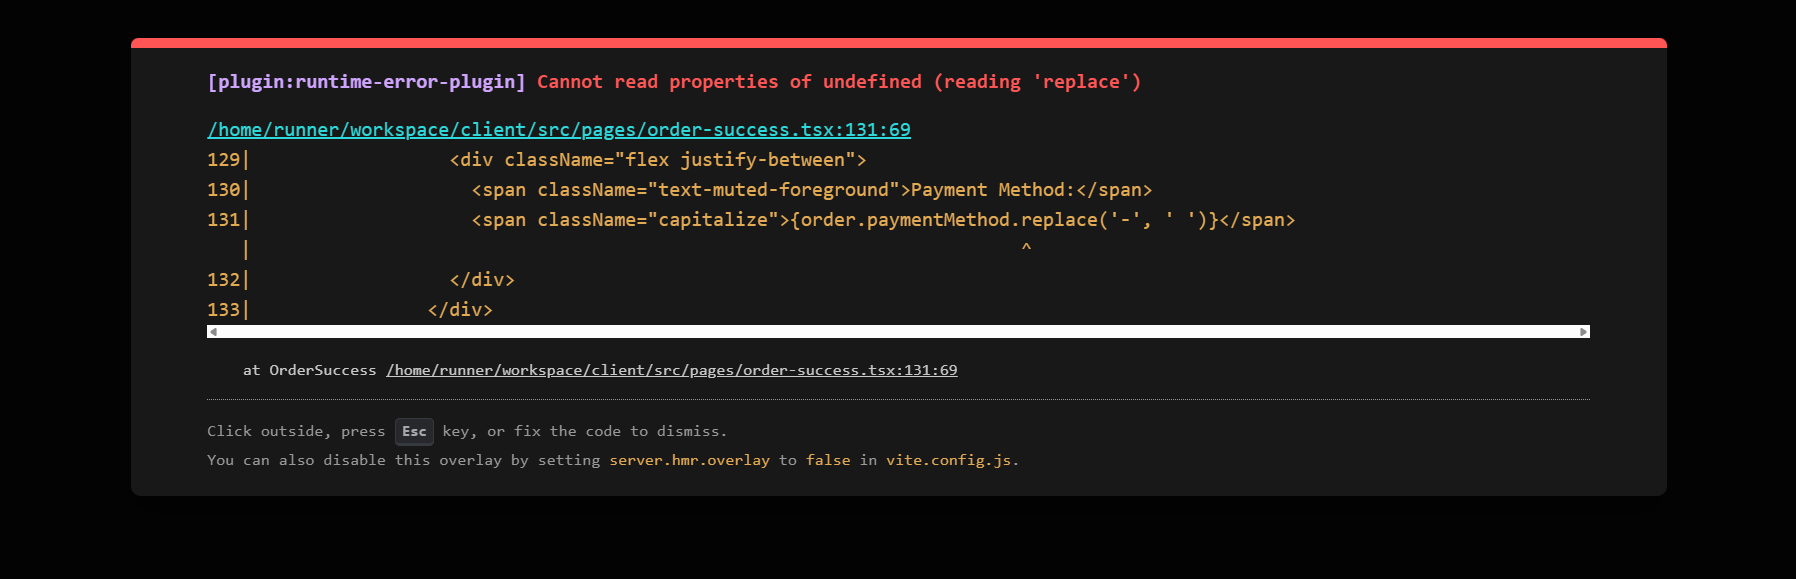 [plugin:runtime-error-plugin] Cannot read properties of undefined (reading 'replace')
/home/runner/workspace/client/src/pages/order-success.tsx:131:69
129|                  <div className="flex justify-between">
130|                    <span className="text-muted-foreground">Payment Method:</span>
131|                    <span className="capitalize">{order.paymentMethod.replace('-', ' ')}</span>
   |                                                                      ^
132|                  </div>
133|                </div>
at OrderSuccess /home/runner/workspace/client/src/pages/order-success.tsx:131:69
Click outside, press Esc key, or fix the code to dismiss.
You can also disable this overlay by setting server.hmr.overlay to false in vite.config.js.